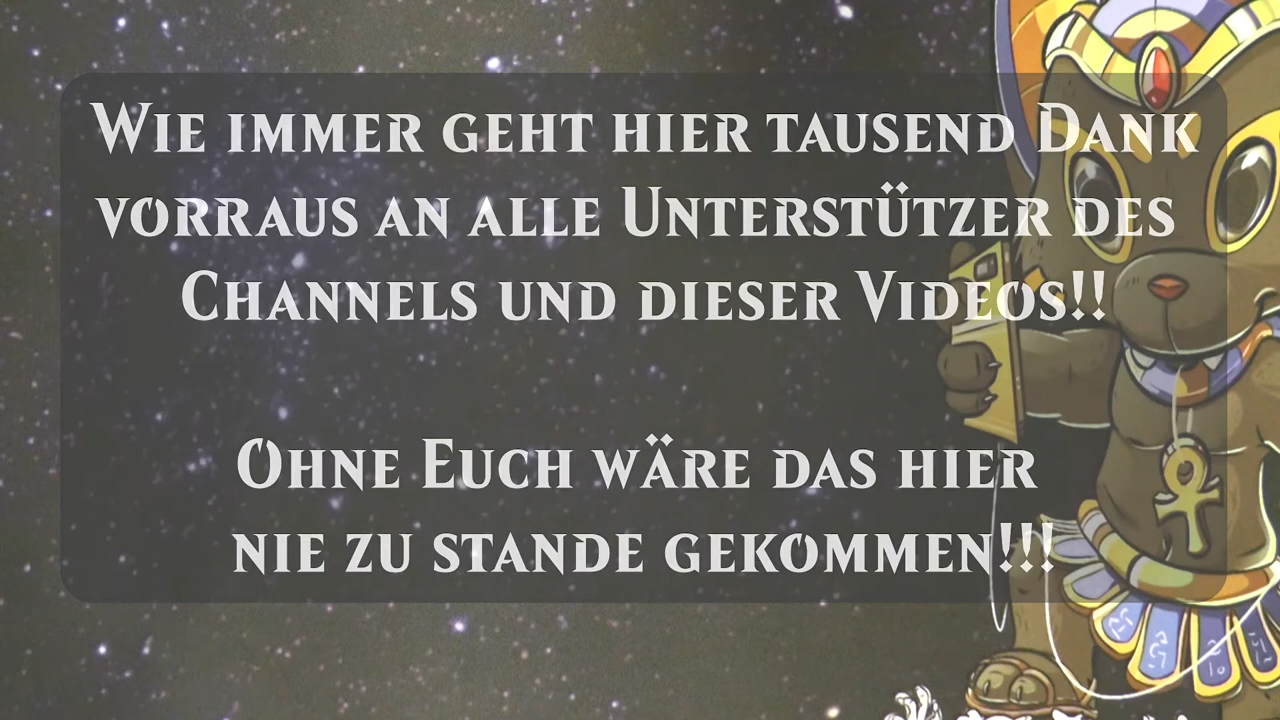 Wie immer geht hier tausend Dank
vorraus an alle Unterstützer des
Channels und dieser Videos!!
Ohne Euch wäre das hier
nie zu stande gekommen!!!